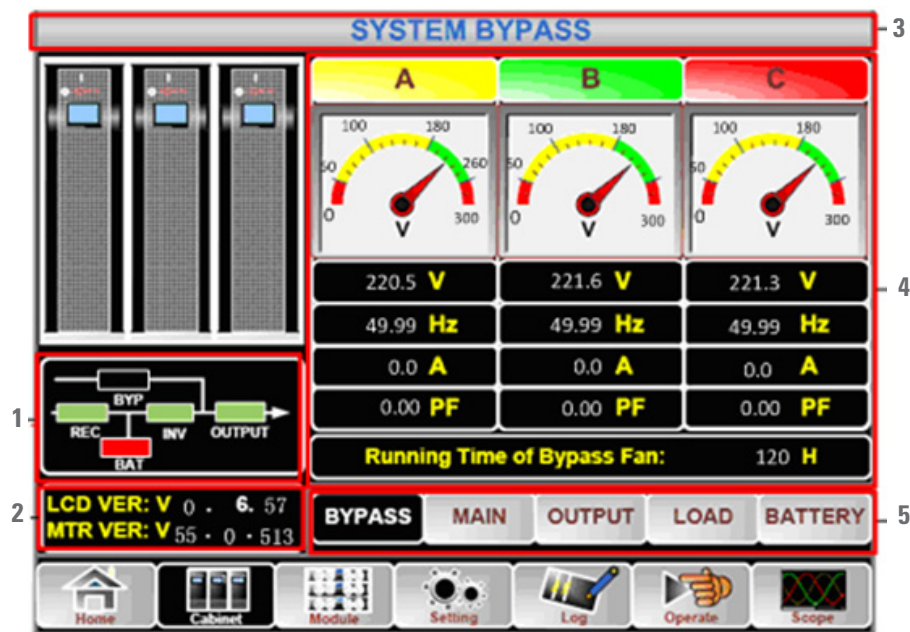 SYSTEM BYPASS
3
A B C
100 180 100 180 100 180
50 260 50 50
0 300 0 300 0 300
V V V
220.5 V 221.6 V 221.3 V
4
49.99 Hz 49.99 Hz 49.99 Hz
0.0 A 0.0 A 0.0 A
0.00 PF 0.00 PF 0.00 PF
Running Time of Bypass Fan: 120 H
1
BYP
REC INV OUTPUT
BAT
2
LCD VER: V 0 . 6. 57
MTR VER: V 55 . 0 . 513
BYPASS MAIN OUTPUT LOAD BATTERY
5
Home Cabinet Module Setting Log Operate Scope